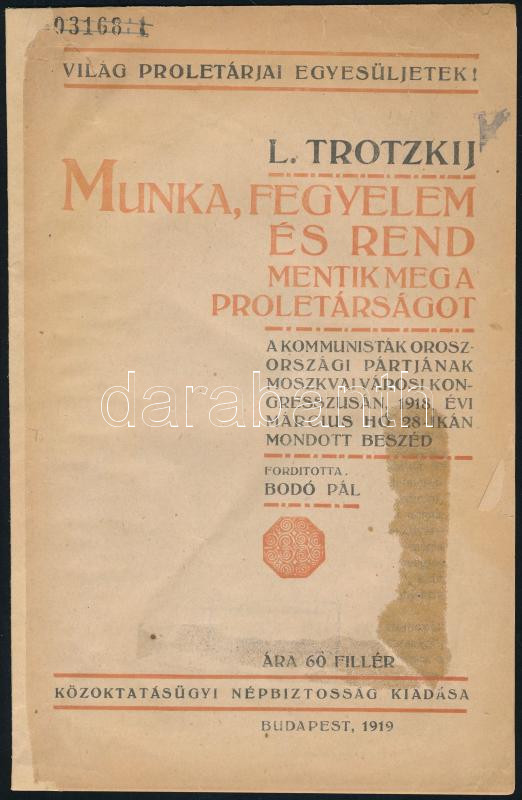 03168 1
VILÁG PROLETÁRJAI EGYESÜLJETEK!
L. TROTZKIJ
MUNKA, FEGYELEM
ÉS REND
MENTIK MEG A
PROLETÁRSÁGOT
A KOMMUNISTÁK OROSZ-
ORSZÁGI PÁRTJÁNAK
MOSZKVAI VÁROSI KON-
GRESSZUSÁN, 1918. ÉVI
darabanth
MÁRCIUS HÓ 28-IKÁN
MONDOTT BESZÉD
FORDITOTTA.
BODÓ PÁL
ÁRA 60 FILLÉR
KÖZOKTATÁSÜGYI NÉPBIZTOSSÁG KIADÁSA
BUDAPEST, 1919